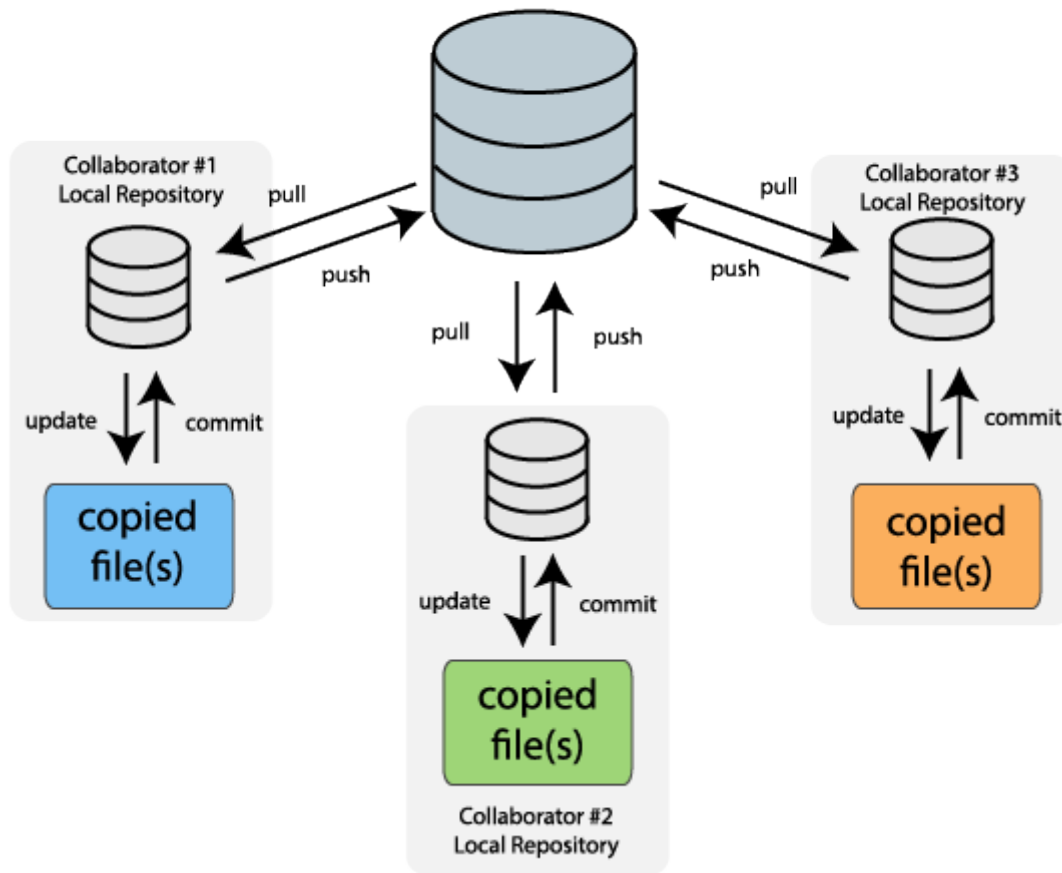 Collaborator #1
Local Repository
pull
push
update
commit
copied
file(s)
pull
push
update
commit
copied
file(s)
Collaborator #2
Local Repository
Collaborator #3
Local Repository
pull
push
update
commit
copied
file(s)